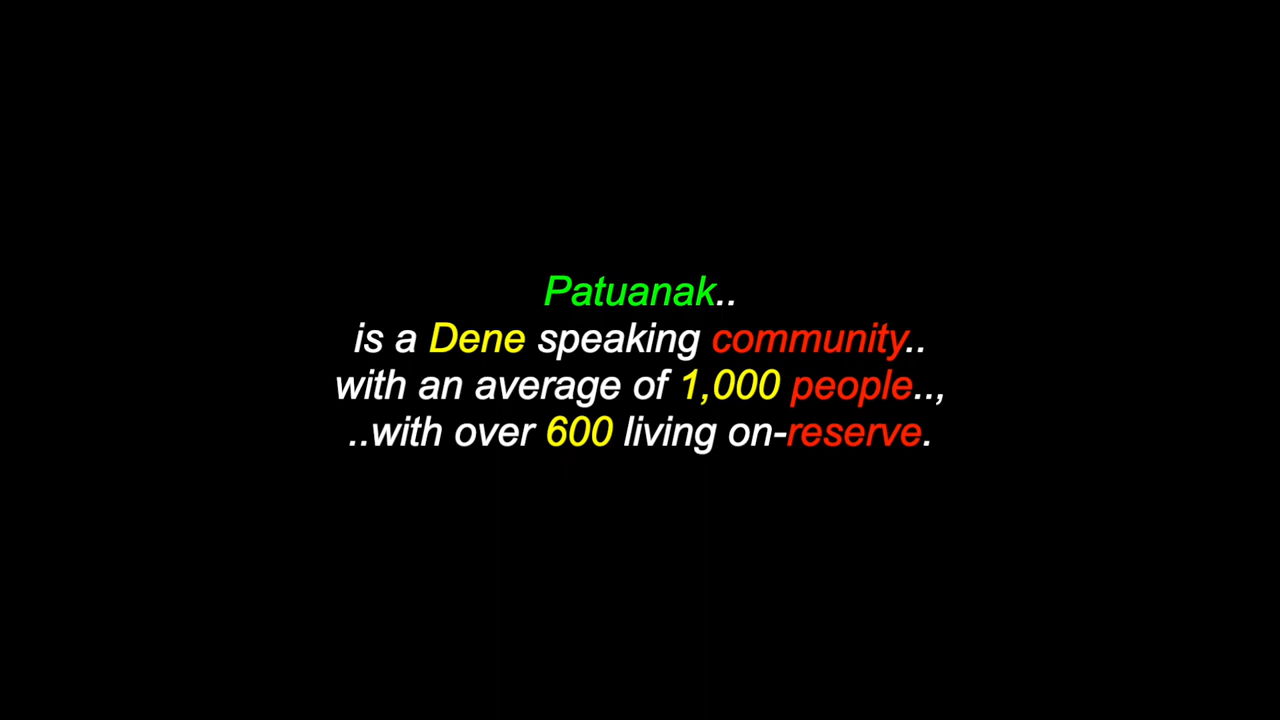 Patuanak..
is a Dene speaking community..
with an average of 1,000 people..,
..with over 600 living on-reserve.